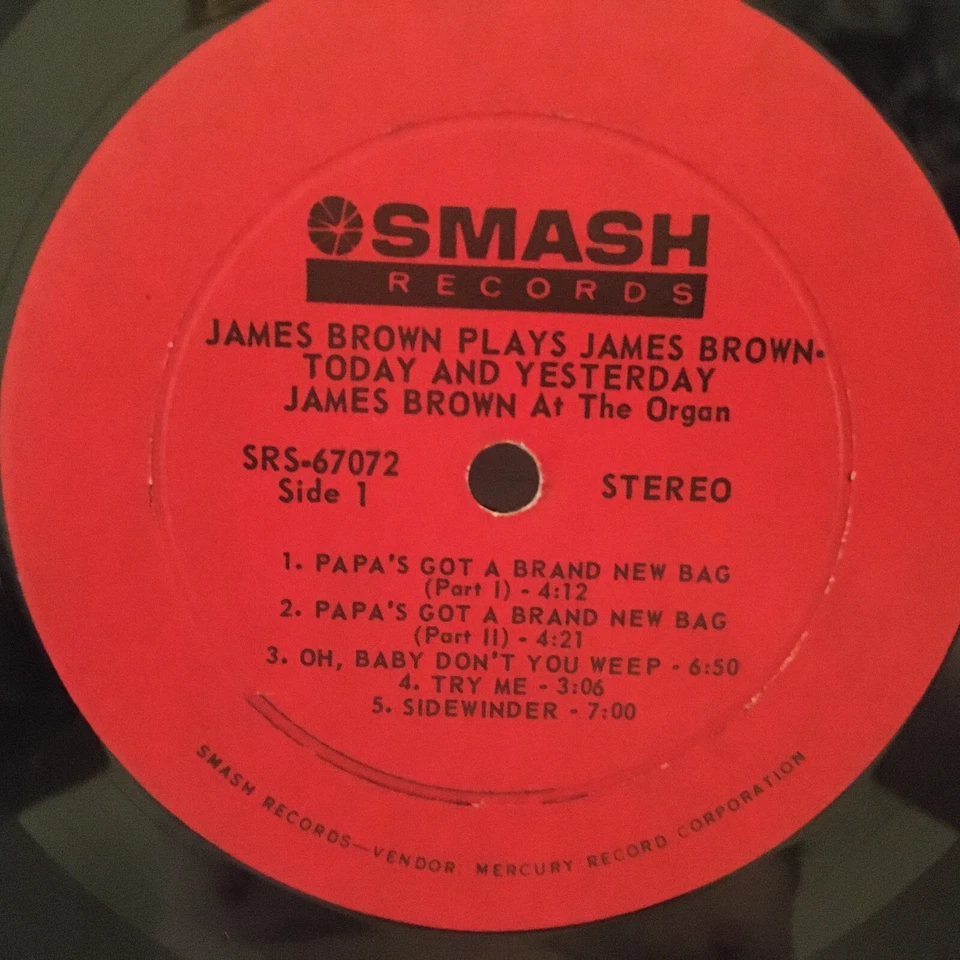 SMASH
RECORDS
JAMES BROWN PLAYS JAMES BROWN-
TODAY AND YESTERDAY
JAMES BROWN At The Organ
SRS-67072
Side 1
STEREO
1. PAPA'S GOT A BRAND NEW BAG
(Part I) - 4:12
2. PAPA'S GOT A BRAND NEW BAG
(Part II) - 4:21
3. OH, BABY DON'T YOU WEEP - 6:50
4. TRY ME - 3:06
5. SIDEWINDER - 7:00
SMASH RECORDS—VENDOR: MERCURY RECORD CORPORATION